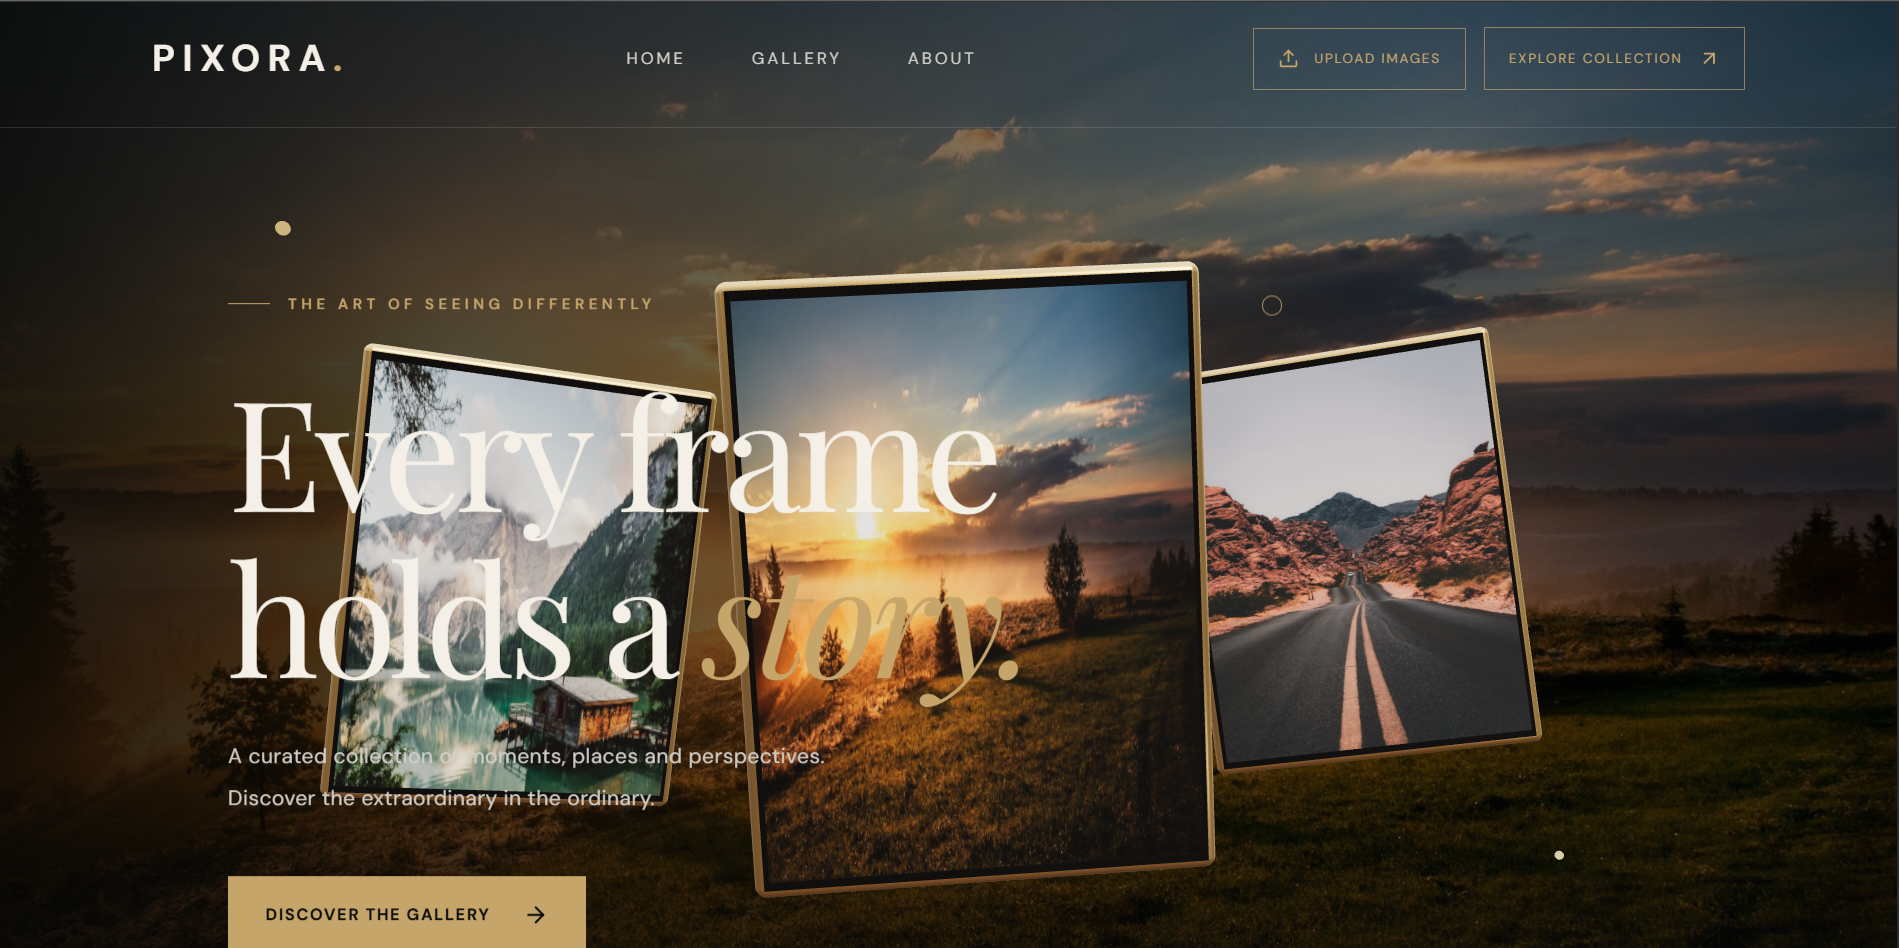 PIXORA.
HOME
GALLERY
ABOUT
UPLOAD IMAGES
EXPLORE COLLECTION
THE ART OF SEEING DIFFERENTLY
Every frame
holds a story.
A curated collection of moments, places and perspectives.
Discover the extraordinary in the ordinary.
DISCOVER THE GALLERY